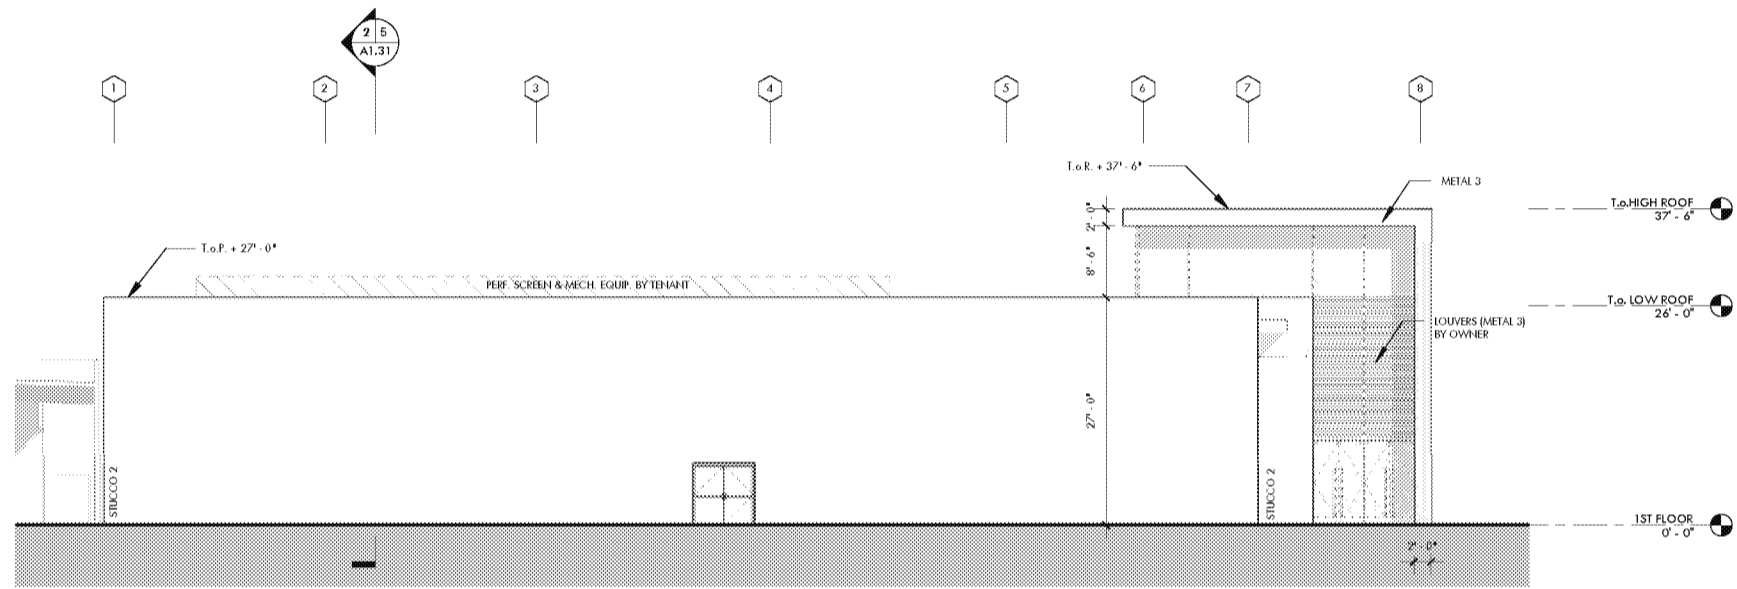 2 5
A1.31
1 2 3 4 5 6 7 8
T.o.R. + 37' - 6"
METAL 3
T.o.HIGH ROOF
37' - 6"
2' - 0"
T.o.P. + 27' - 0"
8' - 6"
PERF. SCREEN & MECH. EQUIP. BY TENANT
T.o. LOW ROOF
26' - 0"
LOUVERS (METAL 3)
BY OWNER
27' - 0"
STUCCO 2
STUCCO 2
1ST FLOOR
0' - 0"
2' - 0"